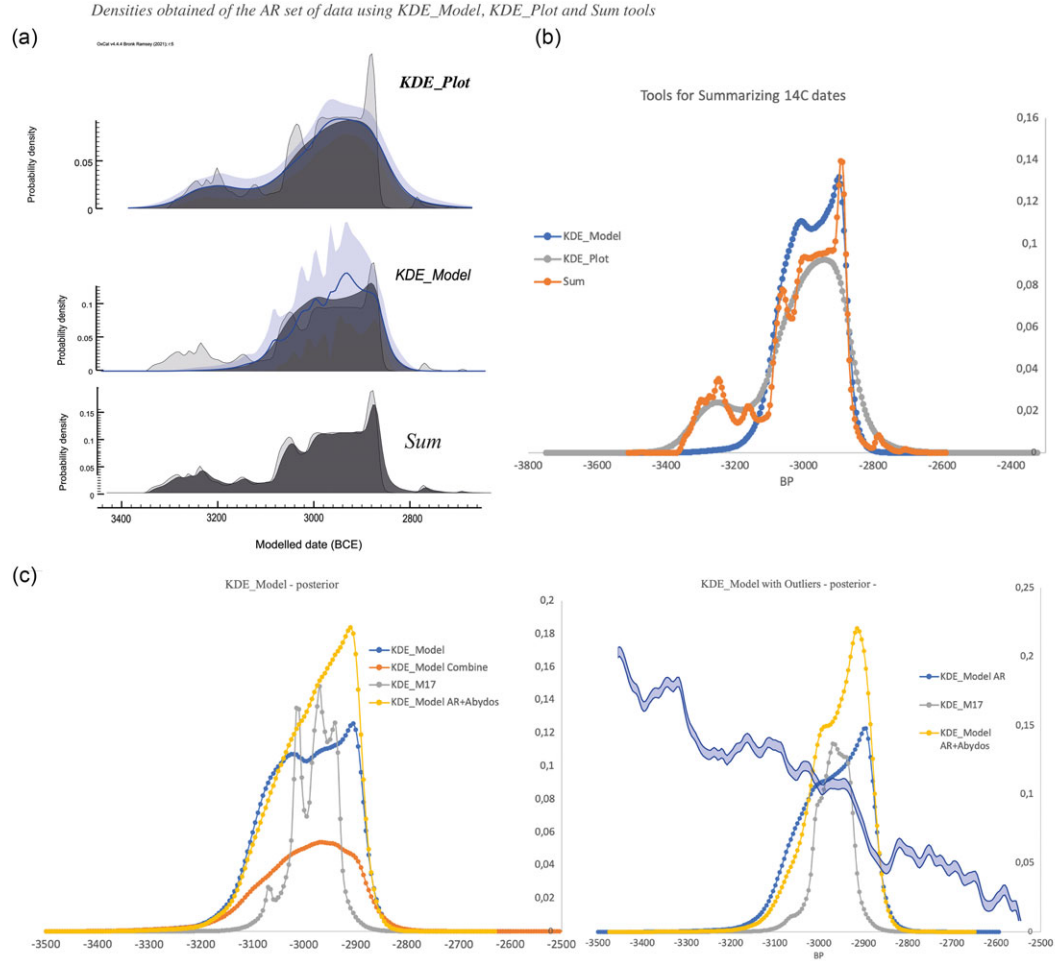 Densities obtained of the AR set of data using KDE_Model, KDE_Plot and Sum tools
(a)
OxCal v4.4.4 Bronk Ramsey (2021); r:5
KDE_Plot
Probability density
0.05
0
KDE_Model
Probability density
0.1
0.05
0
Sum
Probability density
0.15
0.1
0.05
0
3400 3200 3000 2800
Modelled date (BCE)
(b)
Tools for Summarizing 14C dates
0,16
0,14
0,12
0,1
0,08
0,06
0,04
0,02
0
KDE_Model
KDE_Plot
Sum
-3800 -3600 -3400 -3200 -3000 -2800 -2600 -2400
BP
(c)
KDE_Model - posterior
0,2
0,18
0,16
0,14
0,12
0,1
0,08
0,06
0,04
0,02
0
KDE_Model
KDE_Model Combine
KDE_M17
KDE_Model AR+Abydos
-3500 -3400 -3300 -3200 -3100 -3000 -2900 -2800 -2700 -2600 -2500
KDE_Model with Outliers - posterior -
0,25
0,2
0,15
0,1
0,05
0
KDE_Model AR
KDE_M17
KDE_Model
AR+Abydos
-3500 -3400 -3300 -3200 -3100 -3000 -2900 -2800 -2700 -2600 -2500
BP